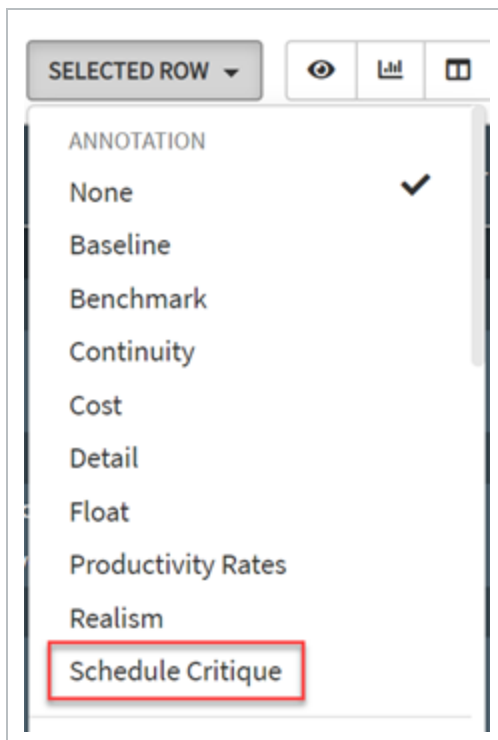 SELECTED ROW
ANNOTATION
None
Baseline
Benchmark
Continuity
Cost
Detail
Float
Productivity Rates
Realism
Schedule Critique